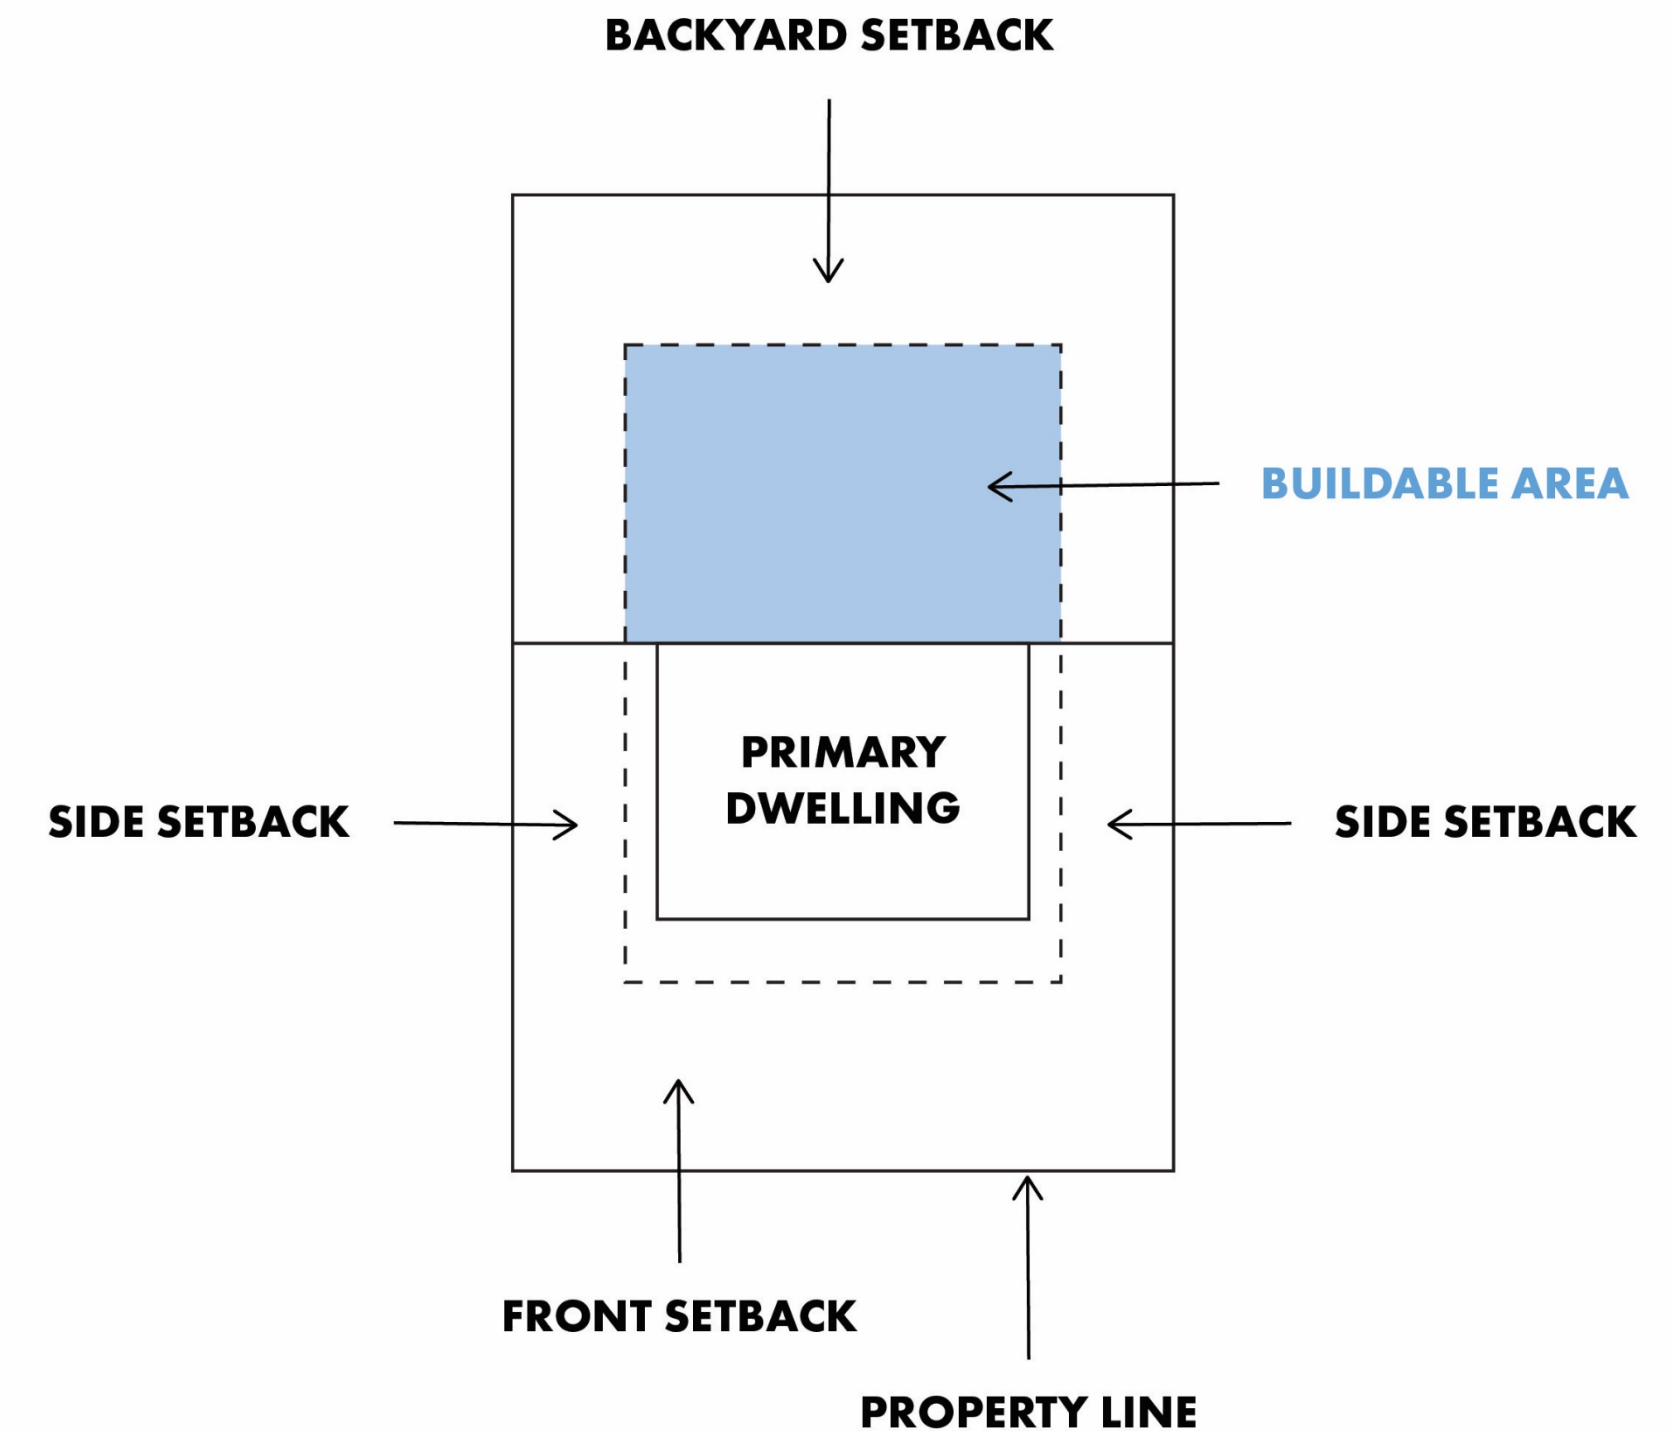 BACKYARD SETBACK
BUILDABLE AREA
PRIMARY
DWELLING
SIDE SETBACK
SIDE SETBACK
FRONT SETBACK
PROPERTY LINE